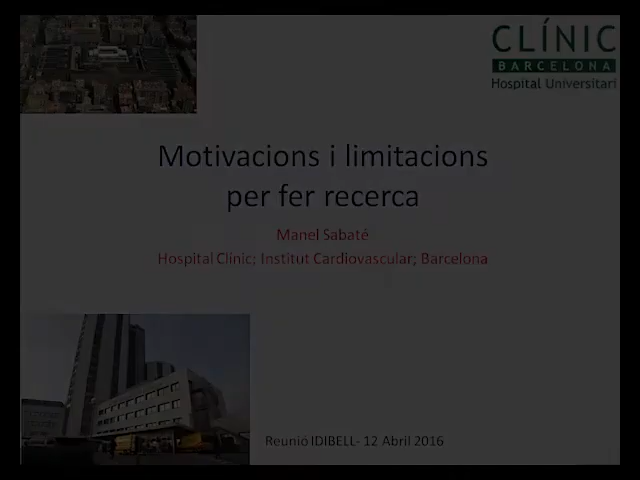 CLÍNIC
BARCELONA
Hospital Universitari
Motivacions i limitacions
per fer recerca
Manel Sabaté
Hospital Clínic; Institut Cardiovascular; Barcelona
Reunió IDIBELL- 12 Abril 2016